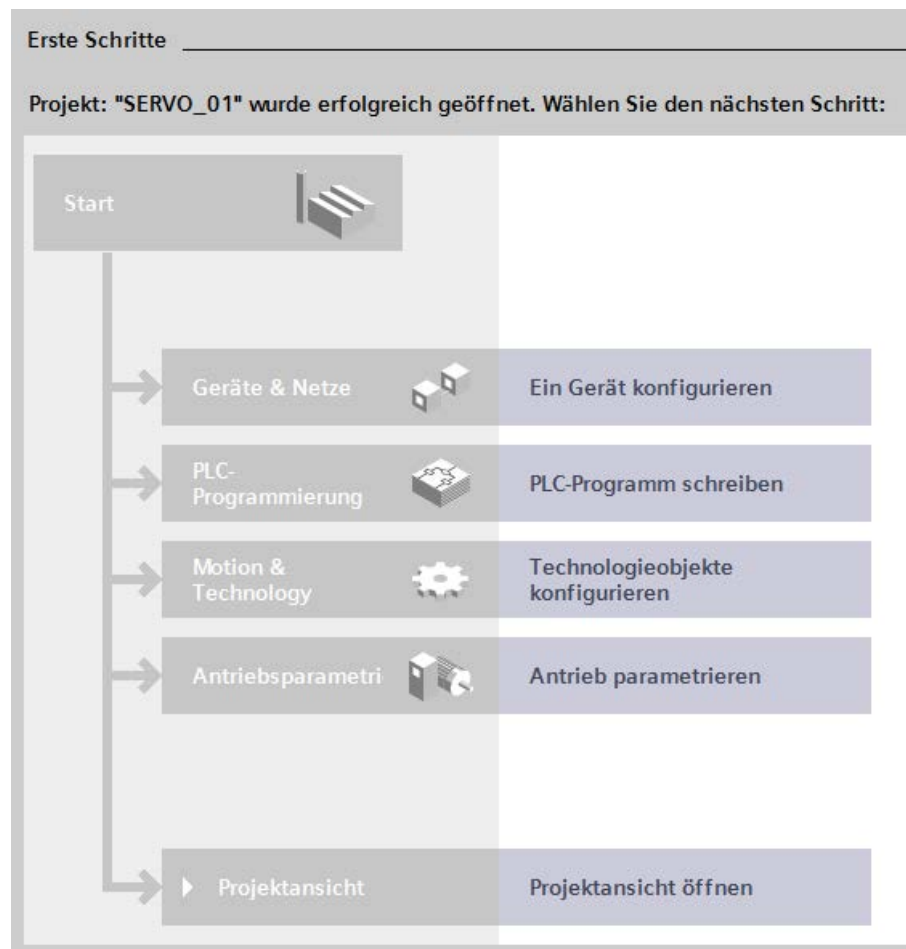 Erste Schritte
Projekt: "SERVO_01" wurde erfolgreich geöffnet. Wählen Sie den nächsten Schritt:
Start
Geräte & Netze
Ein Gerät konfigurieren
PLC-
Programmierung
PLC-Programm schreiben
Motion &
Technology
Technologieobjekte
konfigurieren
Antriebsparametri
Antrieb parametrieren
Projektansicht
Projektansicht öffnen